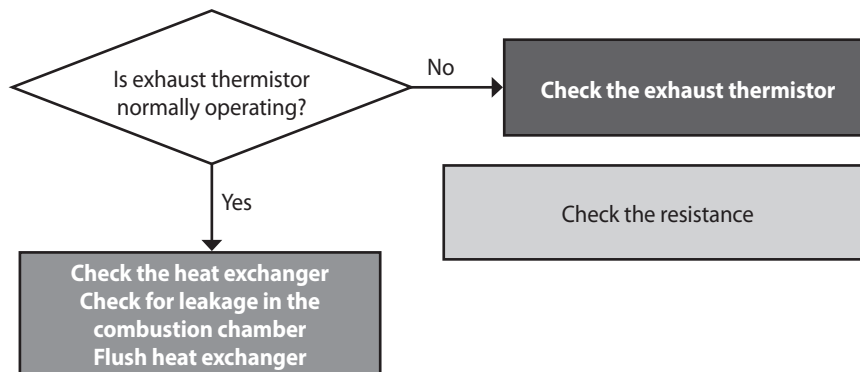 Is exhaust thermistor
normally operating?
No
Check the exhaust thermistor
Yes
Check the resistance
Check the heat exchanger
Check for leakage in the
combustion chamber
Flush heat exchanger